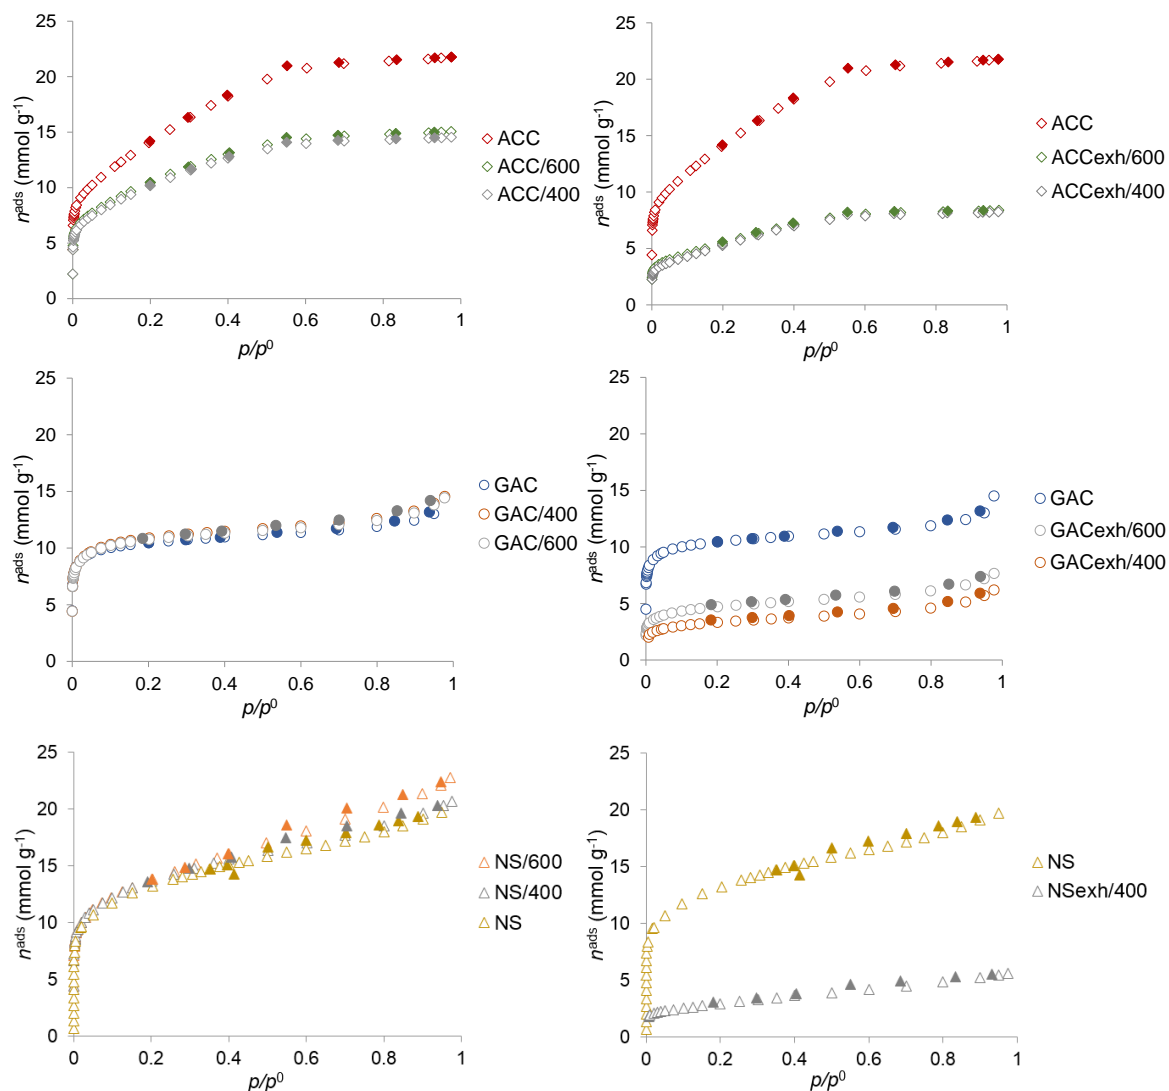 25
20
15
10
5
0
nᵃᵈˢ (mmol g⁻¹)
0 0.2 0.4 0.6 0.8 1
p/p⁰
ACC
ACC/600
ACC/400
25
20
15
10
5
0
nᵃᵈˢ (mmol g⁻¹)
0 0.2 0.4 0.6 0.8 1
p/p⁰
ACC
ACCexh/600
ACCexh/400
25
20
15
10
5
0
nᵃᵈˢ (mmol g⁻¹)
0 0.2 0.4 0.6 0.8 1
p/p⁰
GAC
GAC/400
GAC/600
25
20
15
10
5
0
nᵃᵈˢ (mmol g⁻¹)
0 0.2 0.4 0.6 0.8 1
p/p⁰
GAC
GACexh/600
GACexh/400
25
20
15
10
5
0
nᵃᵈˢ (mmol g⁻¹)
0 0.2 0.4 0.6 0.8 1
p/p⁰
NS/600
NS/400
NS
25
20
15
10
5
0
nᵃᵈˢ (mmol g⁻¹)
0 0.2 0.4 0.6 0.8 1
p/p⁰
NS
NSexh/400